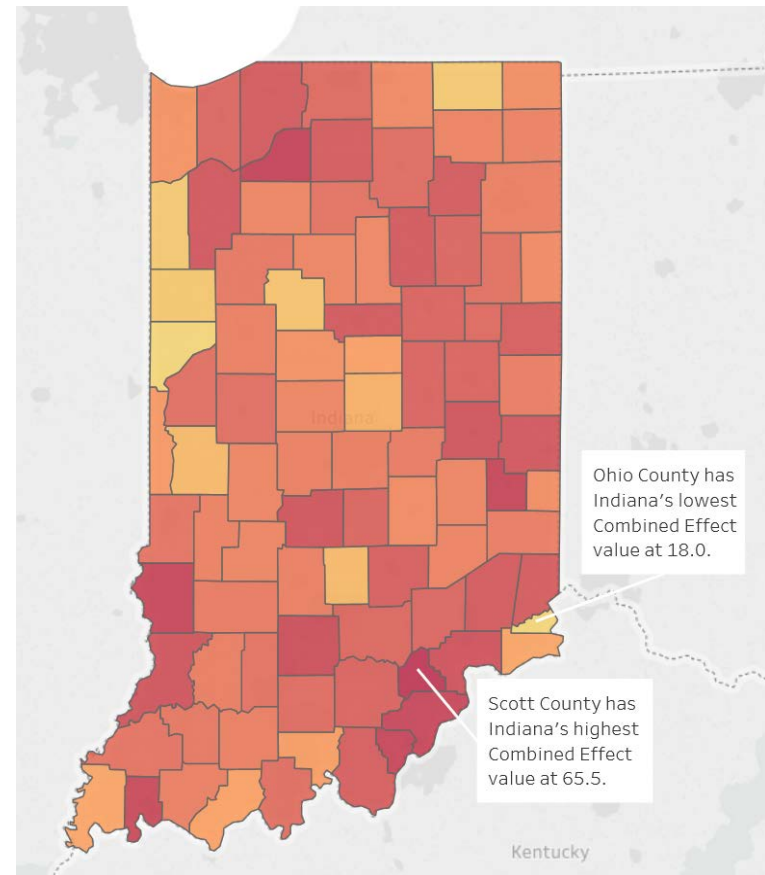 Indiana
Ohio County has
Indiana's lowest
Combined Effect
value at 18.0.
Scott County has
Indiana's highest
Combined Effect
value at 65.5.
Kentucky